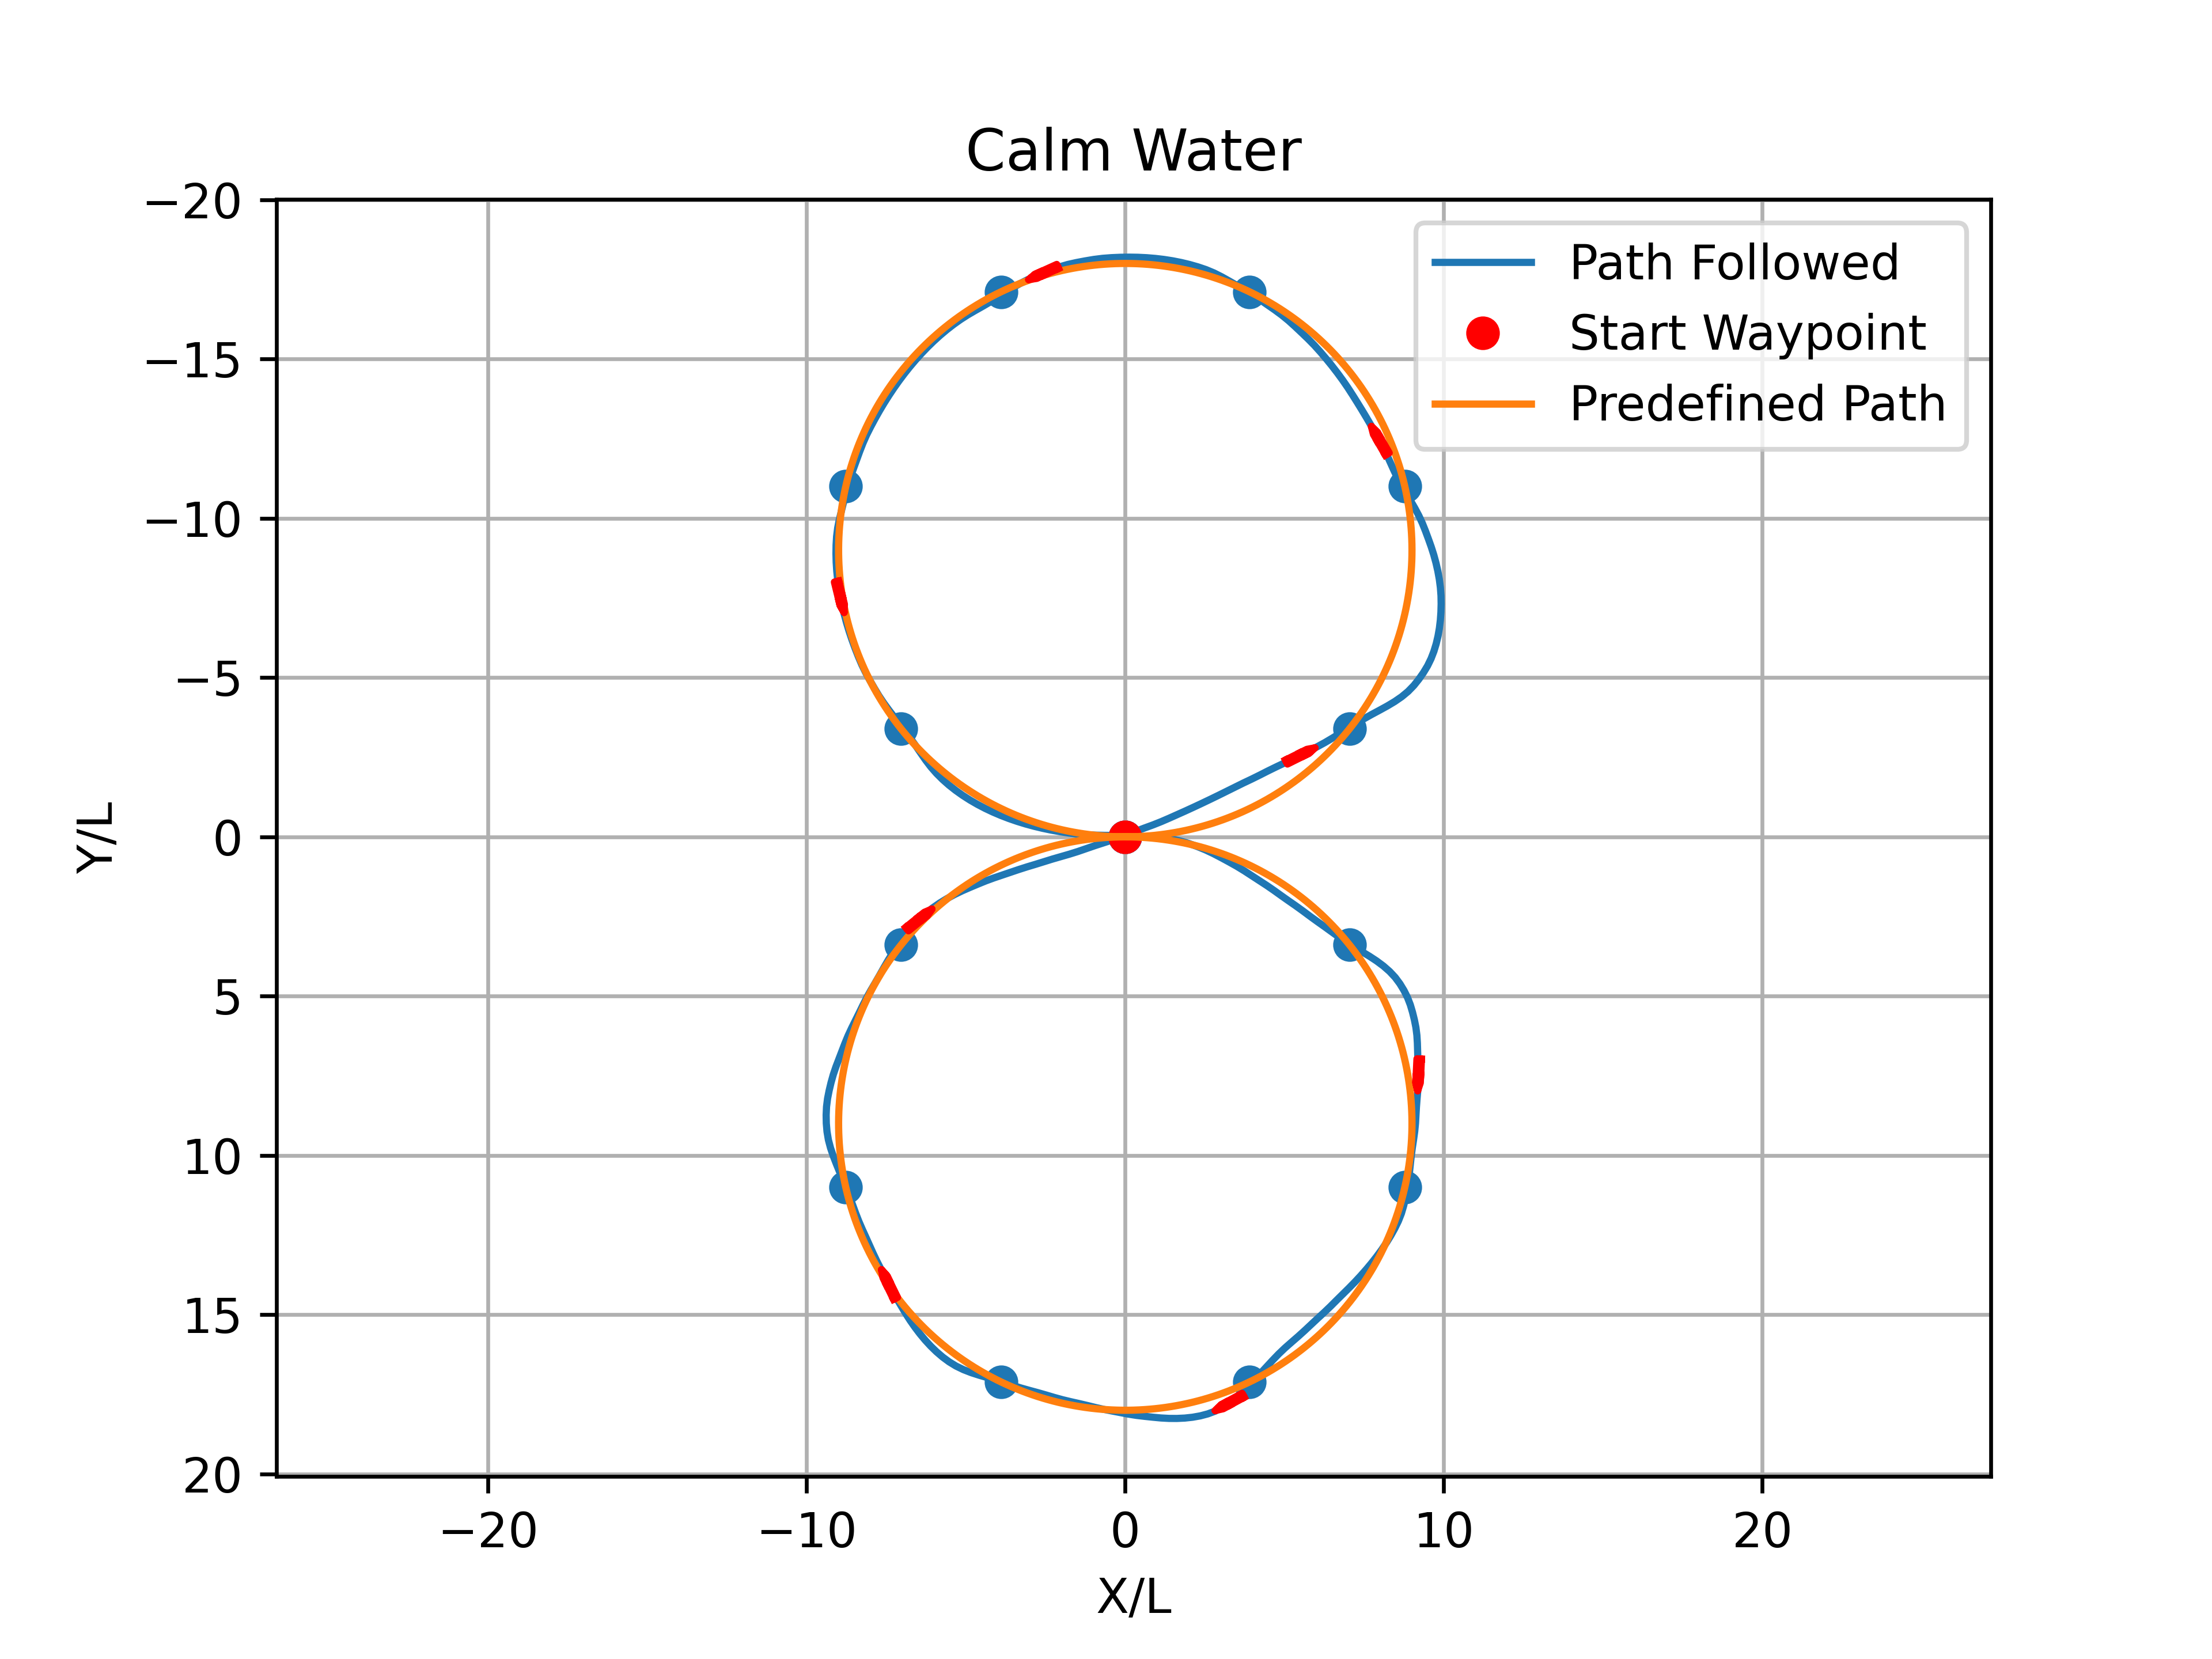 Calm Water
Path Followed
Start Waypoint
Predefined Path
−20
−15
−10
−5
0
5
10
15
20
Y/L
−20 −10 0 10 20
X/L